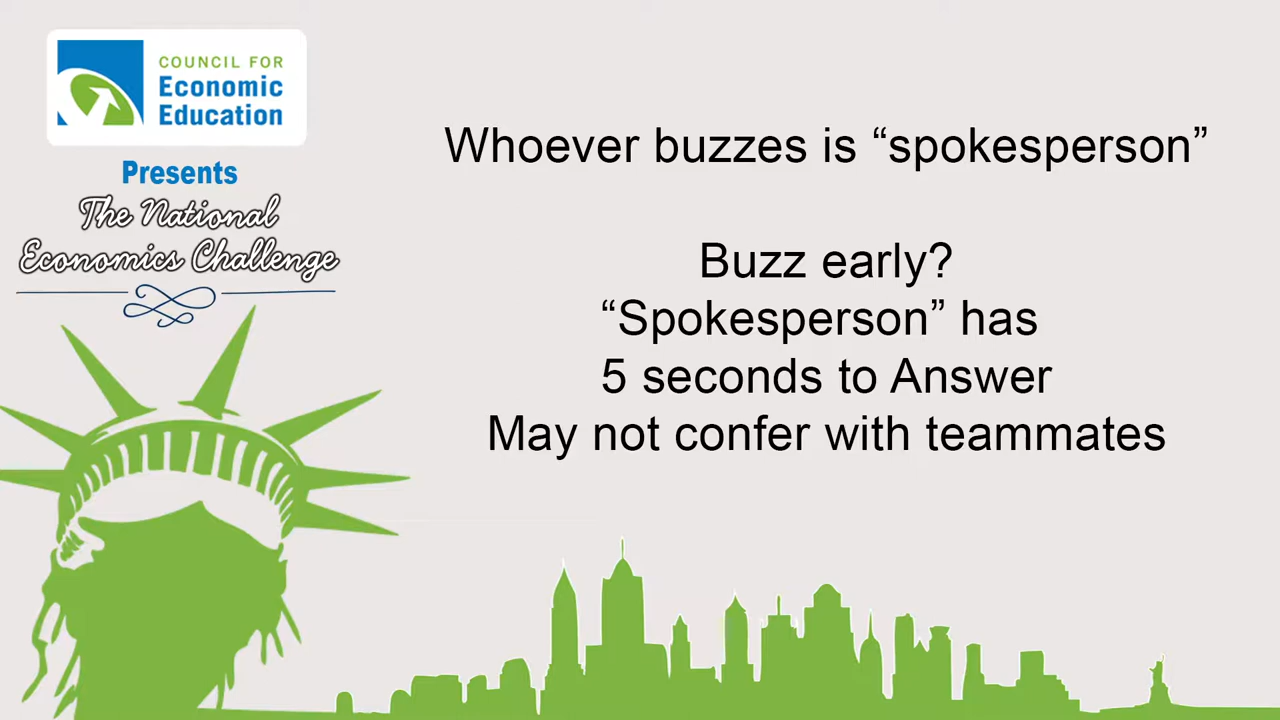 COUNCIL FOR
Economic
Education
Presents
The National
Economics Challenge
Whoever buzzes is “spokesperson”
Buzz early?
“Spokesperson” has
5 seconds to Answer
May not confer with teammates